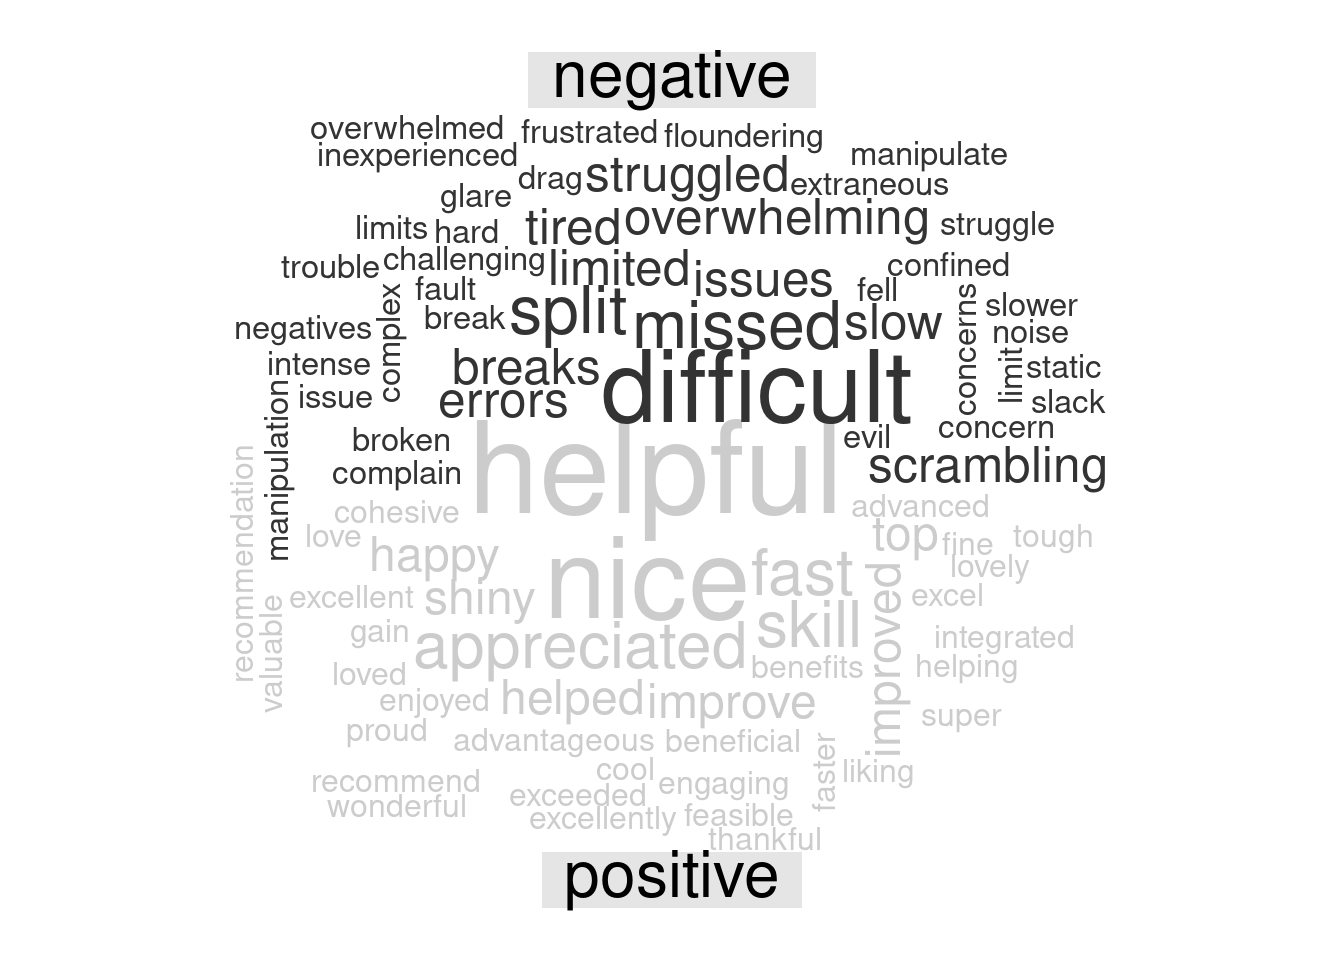 negative
overwhelmed frustrated floundering
inexperienced manipulate
drag struggled extraneous
glare
limits hard tired overwhelming struggle
trouble challenging limited issues confined
fault fell
complex break split missed slow concerns slower
negatives noise
intense breaks difficult limit static
issue errors slack
manipulation broken evil concern
complain helpful scrambling
recommendation cohesive advanced
love happy top fine tough
nice fast lovely
valuable excellent shiny skill improved excel
gain appreciated integrated
loved benefits helping
enjoyed helped improve super
proud advantageous beneficial faster
cool liking
recommend engaging
wonderful exceeded
excellently feasible
thankful
positive